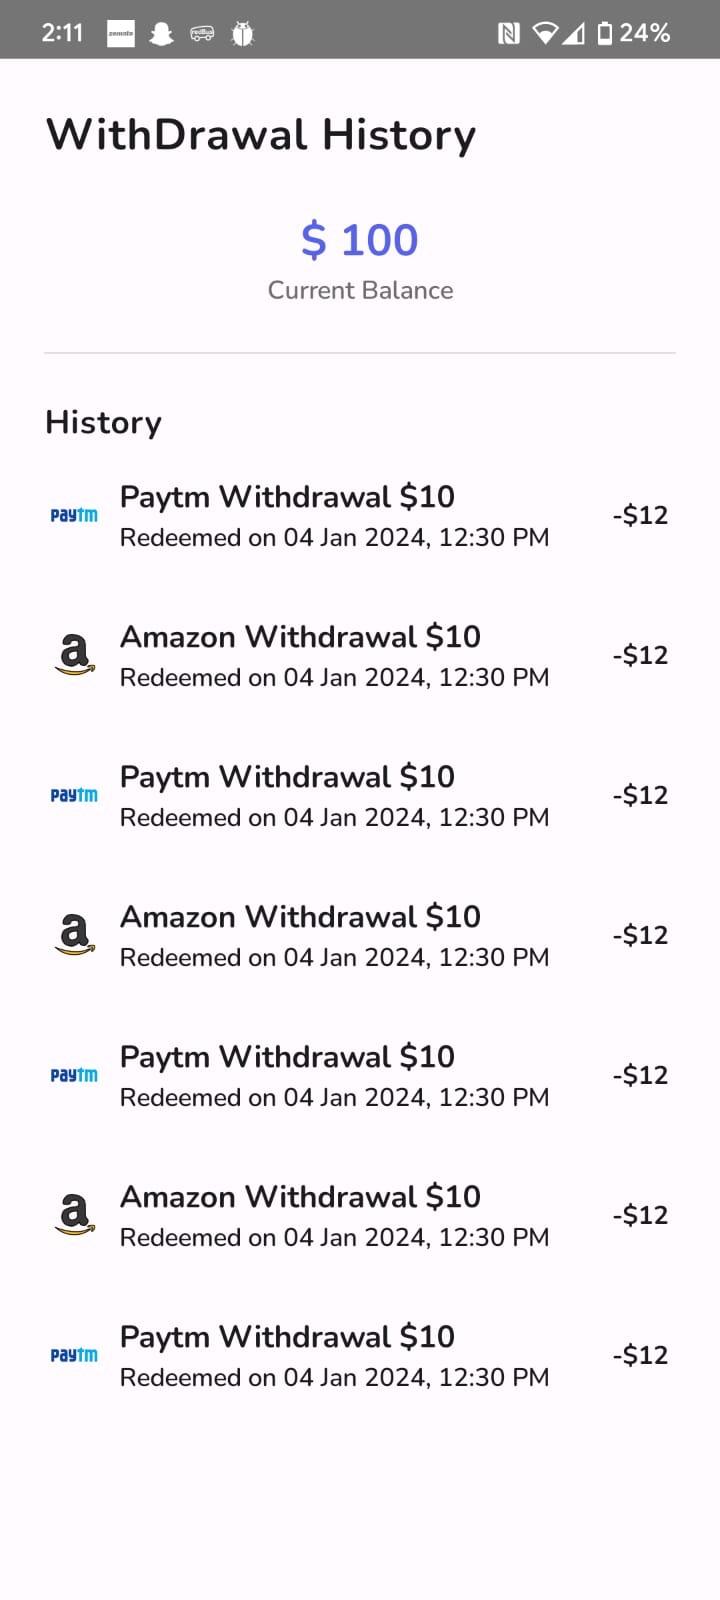 2:11 zomato redBus 24%
WithDrawal History
$ 100
Current Balance
History
Paytm Withdrawal $10
paytm -$12
Redeemed on 04 Jan 2024, 12:30 PM
Amazon Withdrawal $10
a -$12
Redeemed on 04 Jan 2024, 12:30 PM
Paytm Withdrawal $10
paytm -$12
Redeemed on 04 Jan 2024, 12:30 PM
Amazon Withdrawal $10
a -$12
Redeemed on 04 Jan 2024, 12:30 PM
Paytm Withdrawal $10
paytm -$12
Redeemed on 04 Jan 2024, 12:30 PM
Amazon Withdrawal $10
a -$12
Redeemed on 04 Jan 2024, 12:30 PM
Paytm Withdrawal $10
paytm -$12
Redeemed on 04 Jan 2024, 12:30 PM